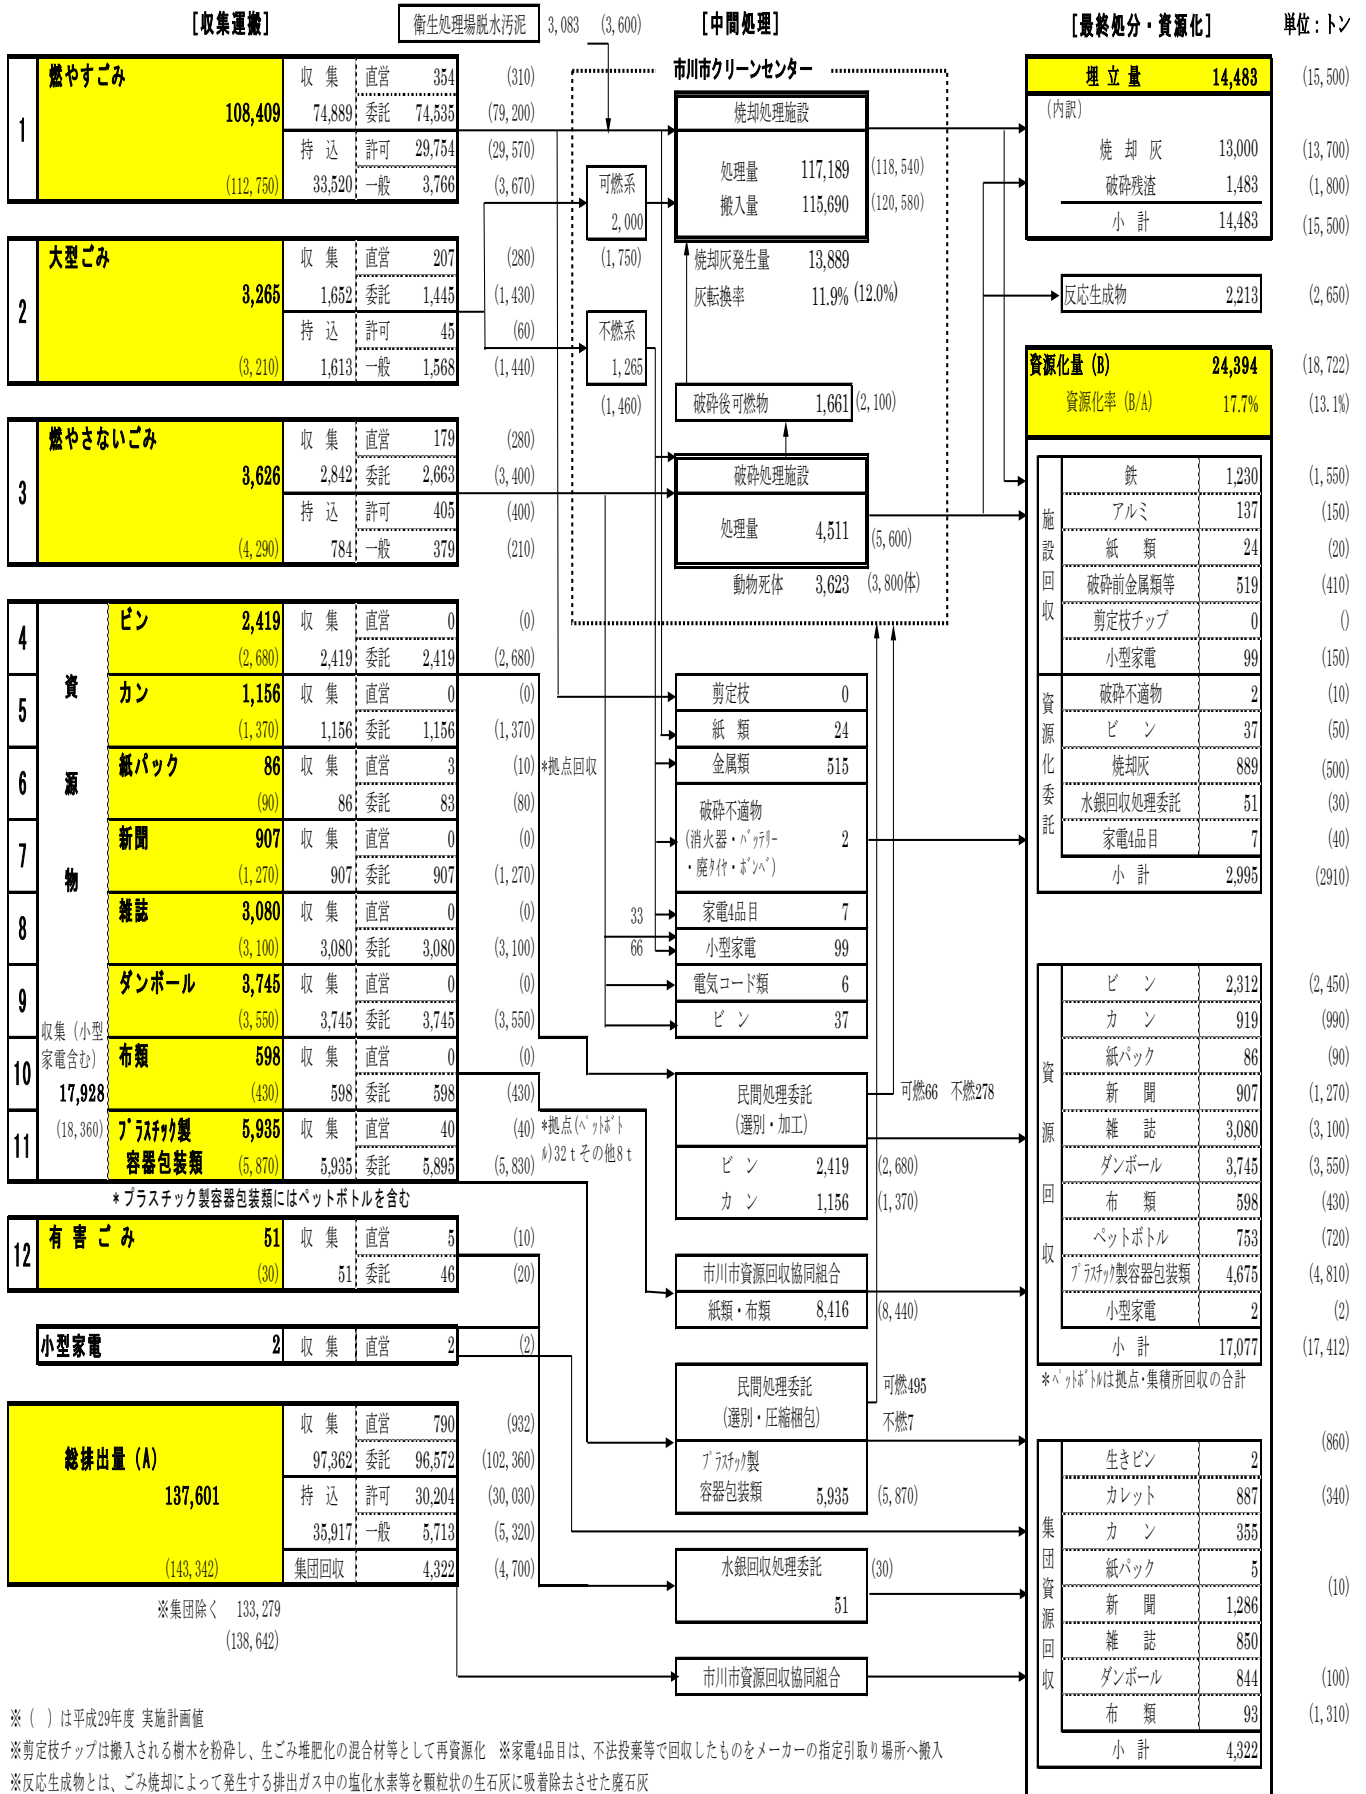 [収集運搬]
衛生処理場脱水汚泥 3,083 (3,600)
[中間処理]
[最終処分・資源化] 単位：トン
市川市クリーンセンター
1 燃やすごみ 108,409 (112,750)
収 集 74,889 直営 354 (310)
委託 74,535 (79,200)
持 込 33,520 許可 29,754 (29,570)
一般 3,766 (3,670)
2 大型ごみ 3,265 (3,210)
収 集 1,652 直営 207 (280)
委託 1,445 (1,430)
持 込 1,613 許可 45 (60)
一般 1,568 (1,440)
3 燃やさないごみ 3,626 (4,290)
収 集 2,842 直営 179 (280)
委託 2,663 (3,400)
持 込 784 許可 405 (400)
一般 379 (210)
資源物
収集（小型家電含む）
17,928
(18,360)
4 ビン 2,419 (2,680)
収 集 2,419 直営 0 (0)
委託 2,419 (2,680)
5 カン 1,156 (1,370)
収 集 1,156 直営 0 (0)
委託 1,156 (1,370)
6 紙パック 86 (90)
収 集 86 直営 3 (10) *拠点回収
委託 83 (80)
7 新聞 907 (1,270)
収 集 907 直営 0 (0)
委託 907 (1,270)
8 雑誌 3,080 (3,100)
収 集 3,080 直営 0 (0)
委託 3,080 (3,100)
9 ダンボール 3,745 (3,550)
収 集 3,745 直営 0 (0)
委託 3,745 (3,550)
10 布類 598 (430)
収 集 598 直営 0 (0)
委託 598 (430)
11 プラスチック製容器包装類 5,935 (5,870)
収 集 5,935 直営 40 (40)
委託 5,895 (5,830)
*拠点(ペットボトル)32ｔその他8ｔ
*プラスチック製容器包装類にはペットボトルを含む
12 有害ごみ 51 (30)
収 集 51 直営 5 (10)
委託 46 (20)
小型家電 2 収 集 直営 2 (2)
総排出量（A） 137,601 (143,342)
収 集 97,362 直営 790 (932)
委託 96,572 (102,360)
持 込 35,917 許可 30,204 (30,030)
一般 5,713 (5,320)
集団回収 4,322 (4,700)
※集団除く 133,279
(138,642)
可燃系
2,000
(1,750)
不燃系
1,265
(1,460)
焼却処理施設
処理量 117,189 (118,540)
搬入量 115,690 (120,580)
焼却灰発生量 13,889
灰転換率 11.9% (12.0%)
破砕後可燃物 1,661 (2,100)
破砕処理施設
処理量 4,511 (5,600)
動物死体 3,623 (3,800体)
剪定枝 0
紙 類 24
金属類 515
破砕不適物
(消火器・バッテリー
・廃タイヤ・ボンベ) 2
33 家電4品目 7
66 小型家電 99
電気コード類 6
ビ ン 37
民間処理委託
(選別・加工)
可燃66 不燃278
ビ ン 2,419 (2,680)
カ ン 1,156 (1,370)
市川市資源回収協同組合
紙類・布類 8,416 (8,440)
民間処理委託
(選別・圧縮梱包)
可燃495
不燃7
プラスチック製
容器包装類 5,935 (5,870)
水銀回収処理委託 (30)
51
市川市資源回収協同組合
埋 立 量 14,483 (15,500)
(内訳)
焼 却 灰 13,000 (13,700)
破砕残渣 1,483 (1,800)
小 計 14,483 (15,500)
反応生成物 2,213 (2,650)
資源化量（B） 24,394 (18,722)
資源化率（B/A） 17.7% (13.1%)
施設回収
鉄 1,230 (1,550)
アルミ 137 (150)
紙 類 24 (20)
破砕前金属類等 519 (410)
剪定枝チップ 0 ()
小型家電 99 (150)
資源化委託
破砕不適物 2 (10)
ビ ン 37 (50)
焼却灰 889 (500)
水銀回収処理委託 51 (30)
家電4品目 7 (40)
小 計 2,995 (2910)
資源回収
ビ ン 2,312 (2,450)
カ ン 919 (990)
紙パック 86 (90)
新 聞 907 (1,270)
雑 誌 3,080 (3,100)
ダンボール 3,745 (3,550)
布 類 598 (430)
ペットボトル 753 (720)
プラスチック製容器包装類 4,675 (4,810)
小型家電 2 (2)
小 計 17,077 (17,412)
*ペットボトルは拠点・集積所回収の合計
集団資源回収
(860)
生きビン 2
カレット 887 (340)
カ ン 355
紙パック 5 (10)
新 聞 1,286
雑 誌 850
ダンボール 844 (100)
布 類 93 (1,310)
小 計 4,322
※（ ）は平成29年度 実施計画値
※剪定枝チップは搬入される樹木を粉砕し、生ごみ堆肥化の混合材等として再資源化 ※家電4品目は、不法投棄等で回収したものをメーカーの指定引取り場所へ搬入
※反応生成物とは、ごみ焼却によって発生する排出ガス中の塩化水素等を顆粒状の生石灰に吸着除去させた廃石灰